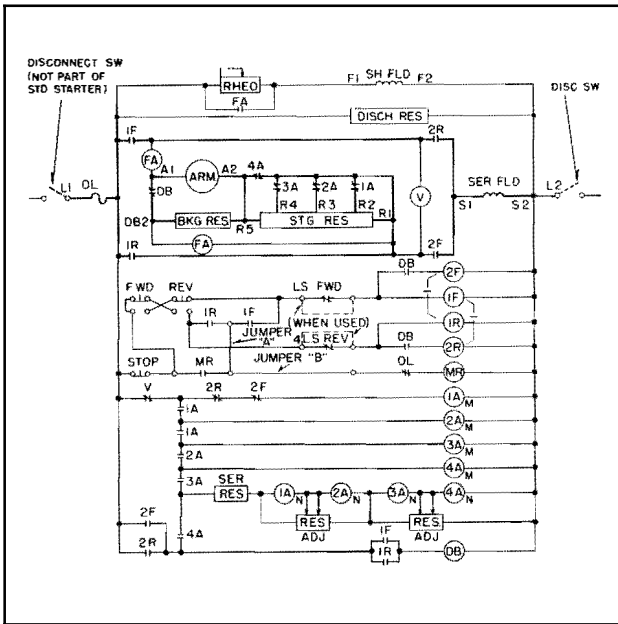 DISCONNECT SW
(NOT PART OF
STD STARTER)
DISC SW
RHEO
F1 SH FLD F2
FA
DISCH RES
1F
2R
FA
A1
ARM
A2
4A
L1
OL
DB
3A
2A
1A
V
SER FLD
L2
R4
R3
R2
S1
S2
DB2
BKG RES
STG RES
R1
R5
FA
1R
2F
DB
2F
FWD
REV
LS FWD
1F
1R
1F
(WHEN USED)
1R
JUMPER
"A"
LS REV
DB
2R
STOP
MR
JUMPER "B"
OL
MR
V
2R
2F
1A M
1A
2A M
1A
3A M
2A
4A M
3A
SER
RES
1A N
2A N
3A N
4A N
RES
ADJ
RES
ADJ
2F
4A
1F
2R
1R
DB